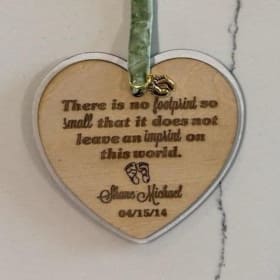 There is no footprint so
small that it does not
leave an imprint on
this world.
Shane Michael
04/15/14